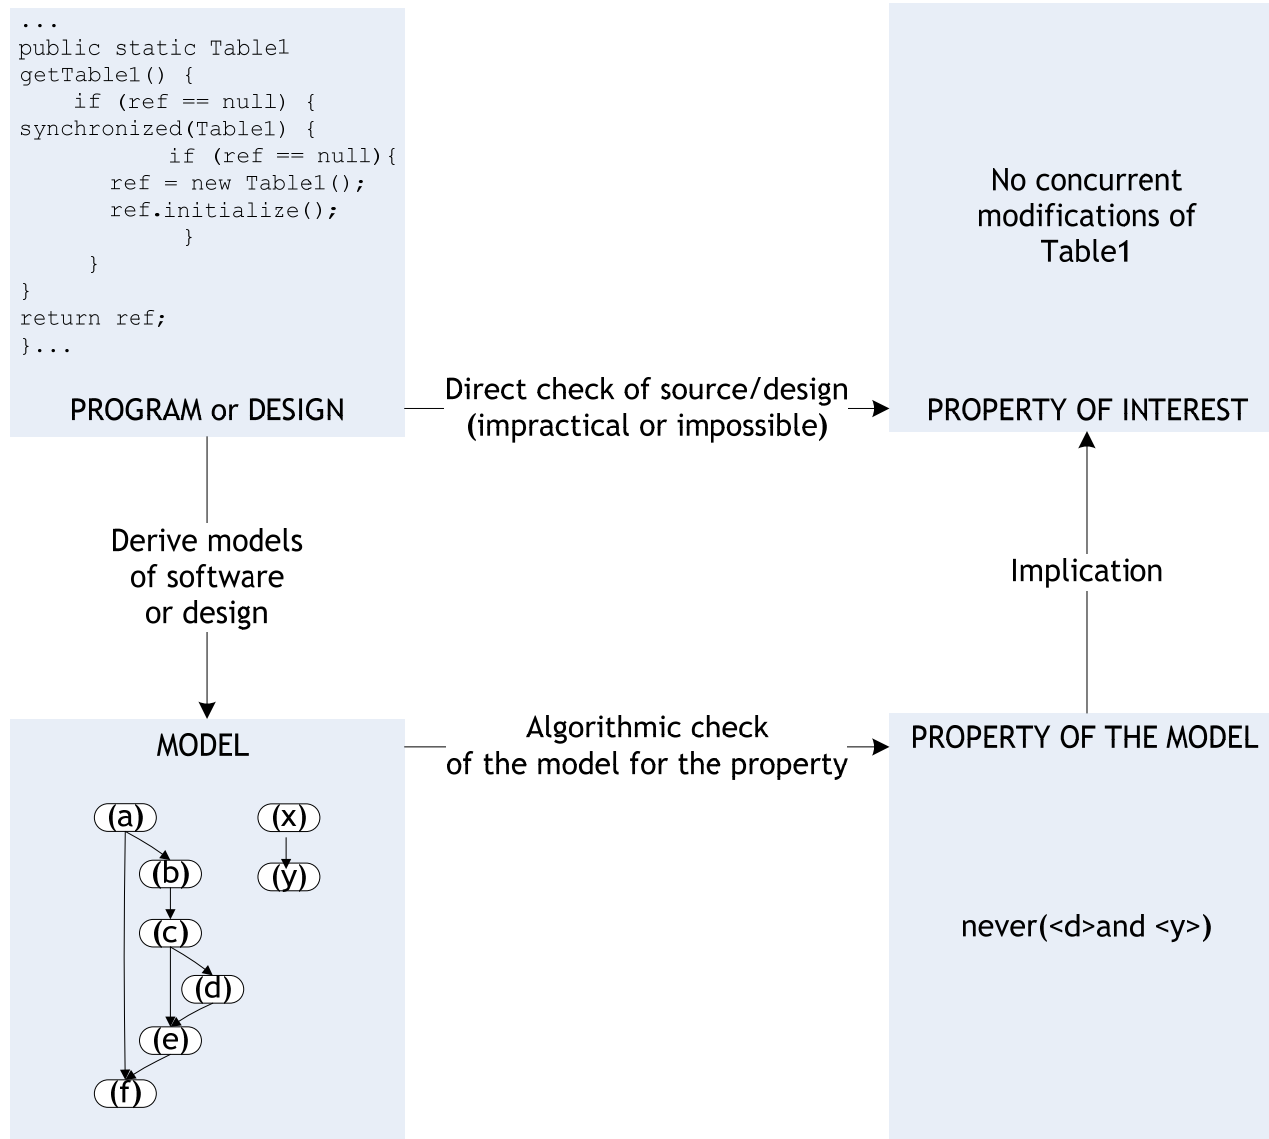 ...
public static Table1
getTable1() {
if (ref == null) {
synchronized(Table1) {
if (ref == null){
ref = new Table1();
ref.initialize();
}
}
}
return ref;
}...
PROGRAM or DESIGN
Direct check of source/design
(impractical or impossible)
No concurrent
modifications of
Table1
PROPERTY OF INTEREST
Derive models
of software
or design
Implication
MODEL
(a)
(b)
(c)
(d)
(e)
(f)
(x)
(y)
Algorithmic check
of the model for the property
PROPERTY OF THE MODEL
never(<d>and <y>)